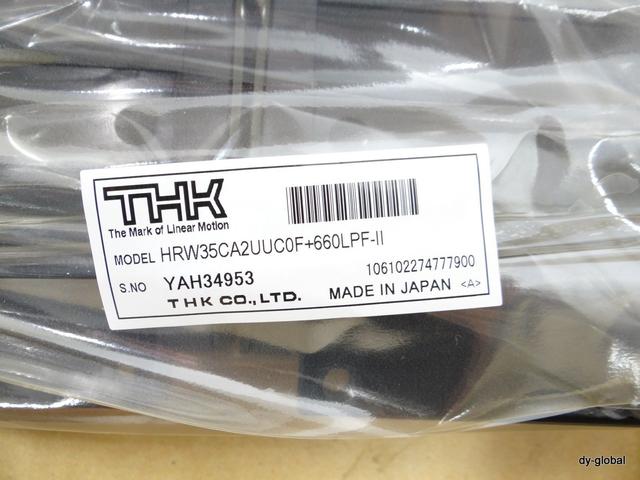 THK
The Mark of Linear Motion
MODEL HRW35CA2UUC0F+660LPF-II
S.NO YAH34953
106102274777900
THK CO.,LTD.
MADE IN JAPAN <A>
dy-global